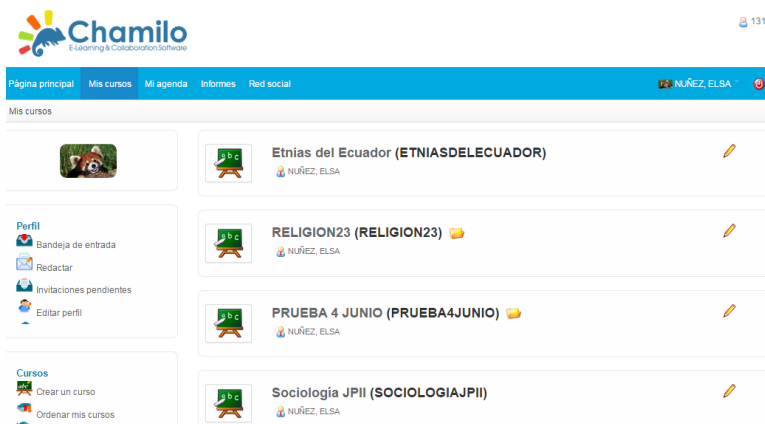 Chamilo
E-Learning & Collaboration Software
131
Página principal Mis cursos Mi agenda Informes Red social NUÑEZ, ELSA
Mis cursos
Etnias del Ecuador (ETNIASDELECUADOR)
NUÑEZ, ELSA
RELIGION23 (RELIGION23)
NUÑEZ, ELSA
PRUEBA 4 JUNIO (PRUEBA4JUNIO)
NUÑEZ, ELSA
Sociología JPII (SOCIOLOGIAJPII)
NUÑEZ, ELSA
Perfil
Bandeja de entrada
Redactar
Invitaciones pendientes
Editar perfil
Cursos
Crear un curso
Ordenar mis cursos